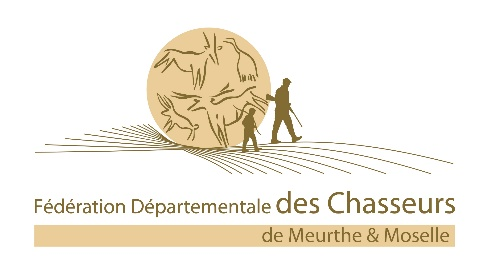 Fédération Départementale des Chasseurs
de Meurthe & Moselle